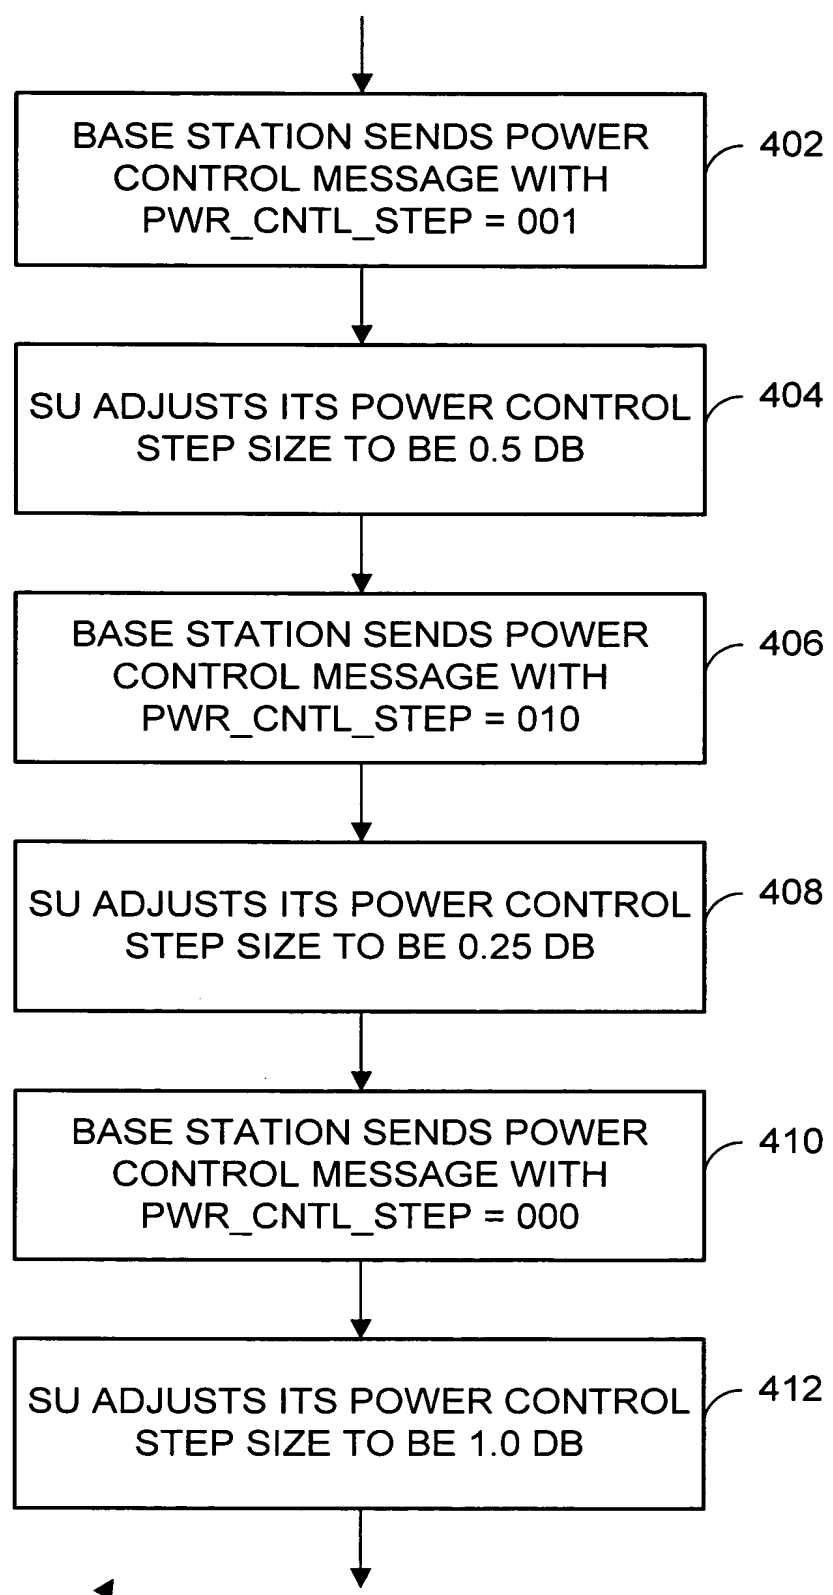 BASE STATION SENDS POWER
CONTROL MESSAGE WITH
PWR_CNTL_STEP = 001
402
SU ADJUSTS ITS POWER CONTROL
STEP SIZE TO BE 0.5 DB
404
BASE STATION SENDS POWER
CONTROL MESSAGE WITH
PWR_CNTL_STEP = 010
406
SU ADJUSTS ITS POWER CONTROL
STEP SIZE TO BE 0.25 DB
408
BASE STATION SENDS POWER
CONTROL MESSAGE WITH
PWR_CNTL_STEP = 000
410
SU ADJUSTS ITS POWER CONTROL
STEP SIZE TO BE 1.0 DB
412